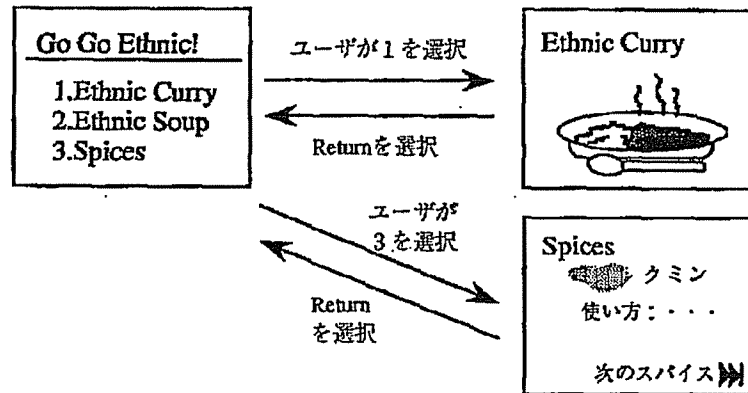 Go Go Ethnic!
1.Ethnic Curry
2.Ethnic Soup
3.Spices
ユーザが1を選択
Returnを選択
Ethnic Curry
ユーザが
3を選択
Return
を選択
Spices
クミン
使い方:・・・
次のスパイス